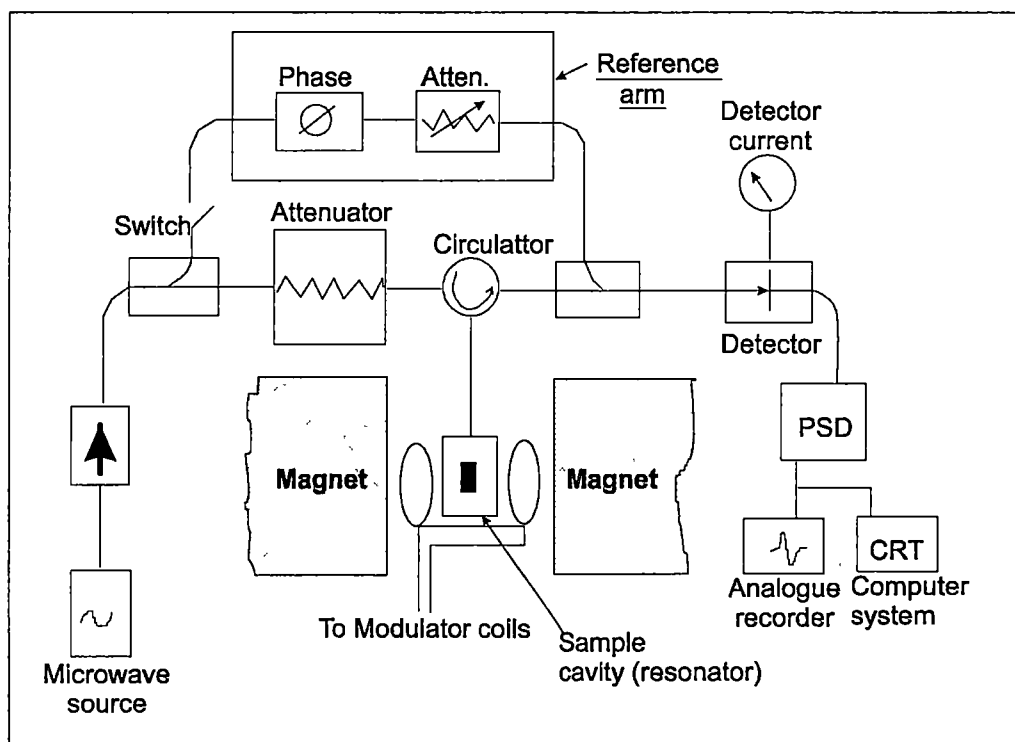 Phase
Atten.
Reference
arm
Detector
current
Switch
Attenuator
Circulattor
Detector
PSD
Magnet
Magnet
CRT
Analogue
recorder
Computer
system
To Modulator coils
Sample
cavity (resonator)
Microwave
source